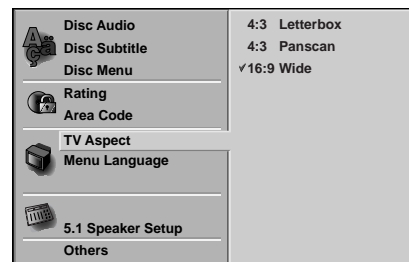 Disc Audio
Disc Subtitle
Disc Menu
Rating
Area Code
TV Aspect
Menu Language
5.1 Speaker Setup
Others
4:3 Letterbox
4:3 Panscan
✓16:9 Wide